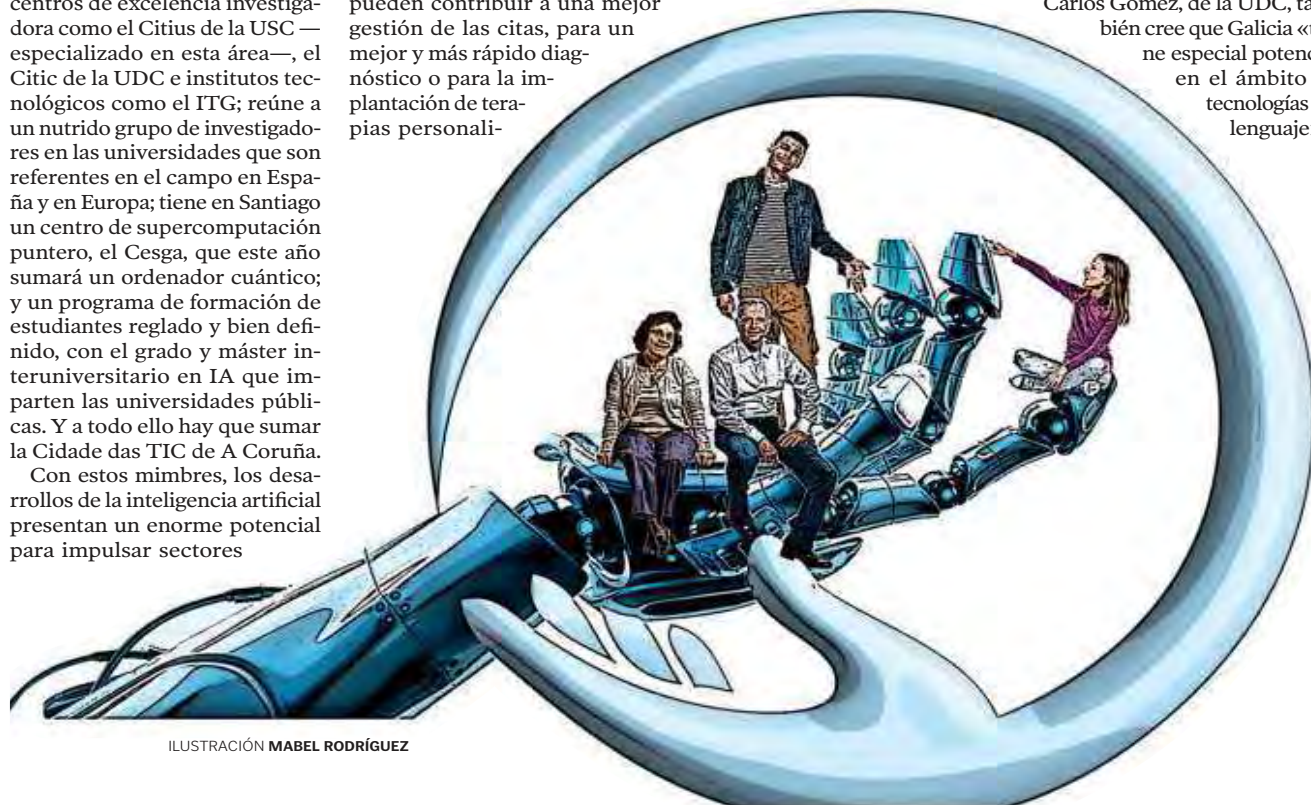 centros de excelencia investiga-
dora como el Citius de la USC —
especializado en esta área—, el
Citic de la UDC e institutos tec-
nológicos como el ITG; reúne a
un nutrido grupo de investigado-
res en las universidades que son
referentes en el campo en Espa-
ña y en Europa; tiene en Santiago
un centro de supercomputación
puntero, el Cesga, que este año
sumará un ordenador cuántico;
y un programa de formación de
estudiantes reglado y bien defi-
nido, con el grado y máster in-
teruniversitario en IA que im-
parten las universidades públi-
cas. Y a todo ello hay que sumar
la Cidade das TIC de A Coruña.
Con estos mimbres, los desa-
rrollos de la inteligencia artificial
presentan un enorme potencial
para impulsar sectores
pueden contribuir a una mejor
gestión de las citas, para un
mejor y más rápido diag-
nóstico o para la im-
plantación de tera-
pias personali-
Carlos Gómez, de la UDC, ta
bién cree que Galicia «
ne especial poten
en el ámbito
tecnologías
lenguaje
ILUSTRACIÓN MABEL RODRÍGUEZ